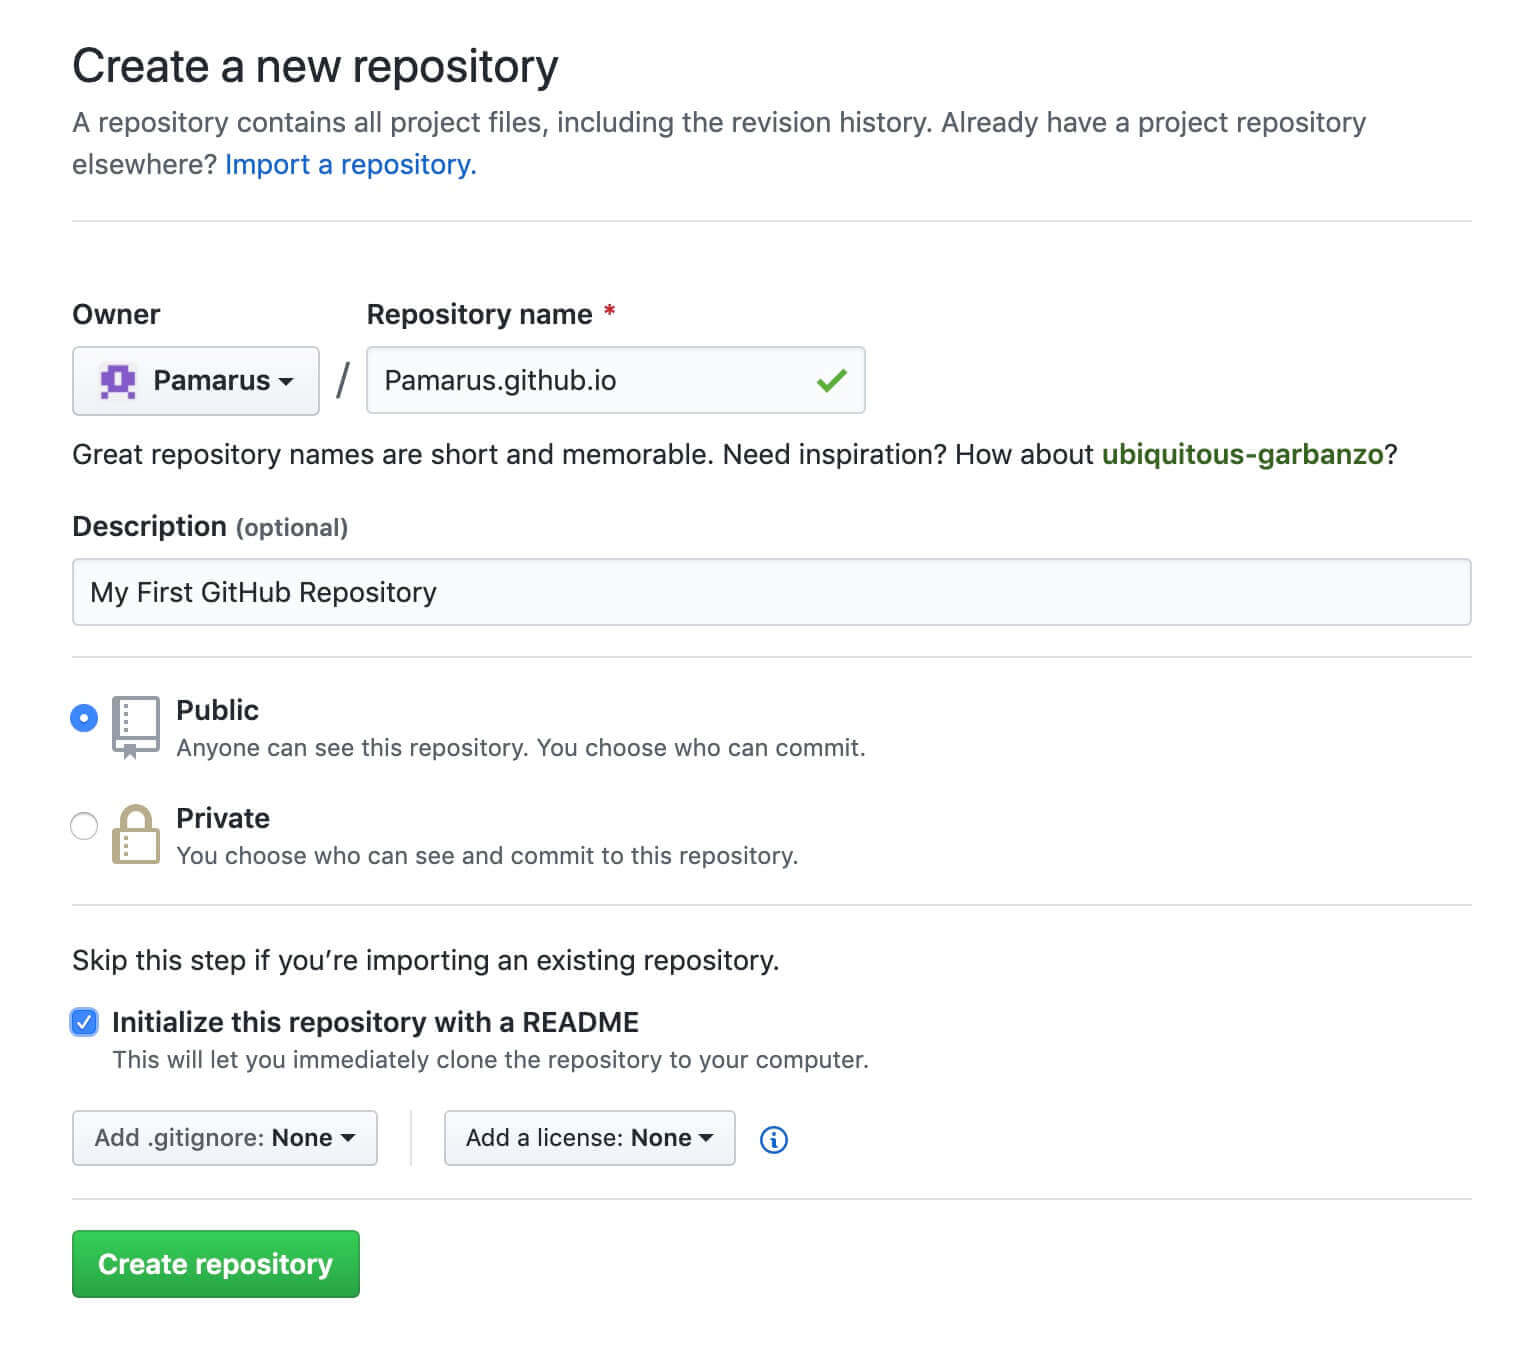 Create a new repository
A repository contains all project files, including the revision history. Already have a project repository
elsewhere? Import a repository.
Owner
Repository name *
Pamarus
/
Pamarus.github.io
Great repository names are short and memorable. Need inspiration? How about ubiquitous-garbanzo?
Description (optional)
My First GitHub Repository
Public
Anyone can see this repository. You choose who can commit.
Private
You choose who can see and commit to this repository.
Skip this step if you’re importing an existing repository.
Initialize this repository with a README
This will let you immediately clone the repository to your computer.
Add .gitignore: None
Add a license: None
Create repository